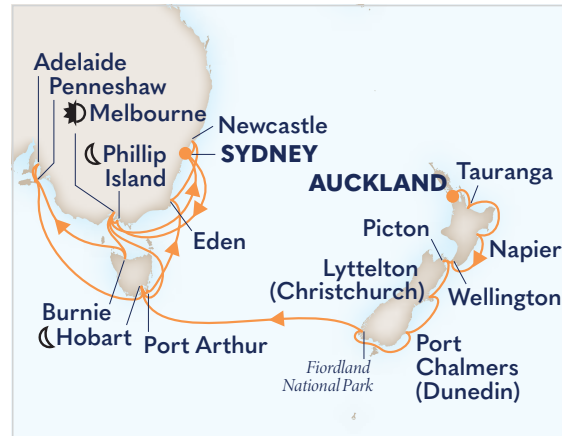 Adelaide
Penneshaw
Melbourne
Newcastle
Phillip
Island
SYDNEY
AUCKLAND
Tauranga
Eden
Picton
Napier
Lyttelton
(Christchurch)
Wellington
Burnie
Hobart
Port Arthur
Fiordland
National Park
Port
Chalmers
(Dunedin)